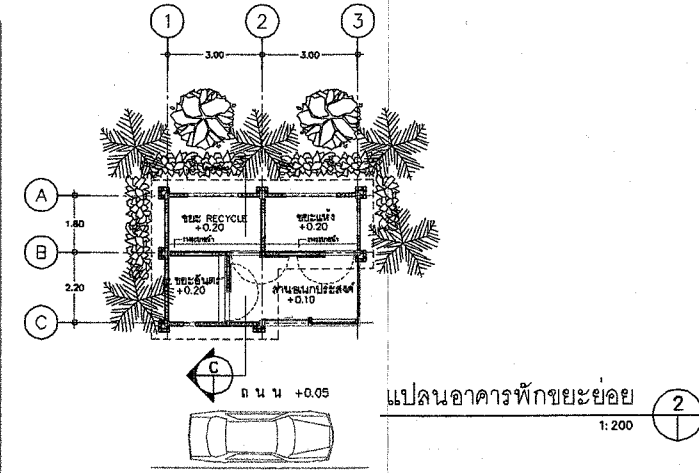 1 2 3
3.00 3.00
A
ขยะ RECYCLE ขยะแห้ง
+0.20 +0.20
1.80
B
2.20
ขยะอันตราย ลานอเนกประสงค์
+0.20 +0.10
C
C
ถนน +0.05
แปลนอาคารพักขยะย่อย 2
1:200 1